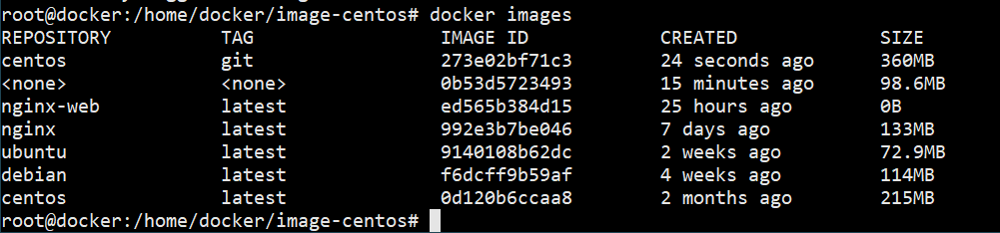 root@docker:/home/docker/image-centos# docker images
REPOSITORY TAG IMAGE ID CREATED SIZE
centos git 273e02bf71c3 24 seconds ago 360MB
<none> <none> 0b53d5723493 15 minutes ago 98.6MB
nginx-web latest ed565b384d15 25 hours ago 0B
nginx latest 992e3b7be046 7 days ago 133MB
ubuntu latest 9140108b62dc 2 weeks ago 72.9MB
debian latest f6dcff9b59af 4 weeks ago 114MB
centos latest 0d120b6ccaa8 2 months ago 215MB
root@docker:/home/docker/image-centos#